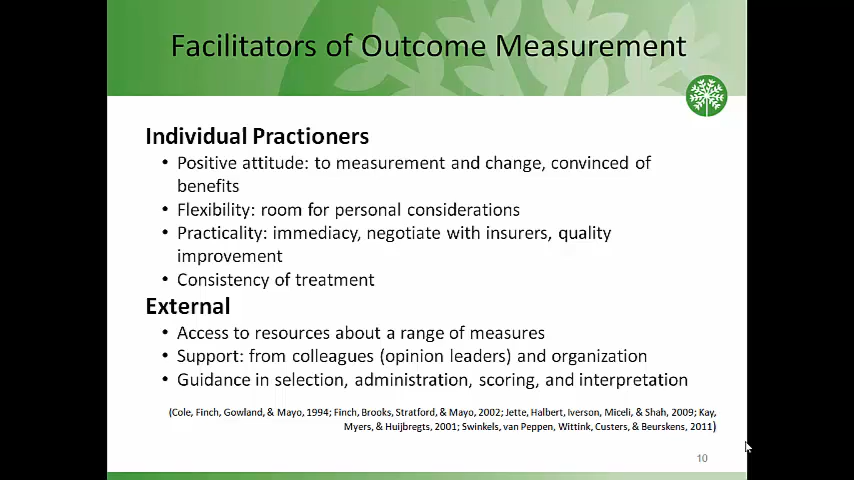 Facilitators of Outcome Measurement
Individual Practioners
• Positive attitude: to measurement and change, convinced of
benefits
• Flexibility: room for personal considerations
• Practicality: immediacy, negotiate with insurers, quality
improvement
• Consistency of treatment
External
• Access to resources about a range of measures
• Support: from colleagues (opinion leaders) and organization
• Guidance in selection, administration, scoring, and interpretation
(Cole, Finch, Gowland, & Mayo, 1994; Finch, Brooks, Stratford, & Mayo, 2002; Jette, Halbert, Iverson, Miceli, & Shah, 2009; Kay,
Myers, & Huijbregts, 2001; Swinkels, van Peppen, Wittink, Custers, & Beurskens, 2011)
10